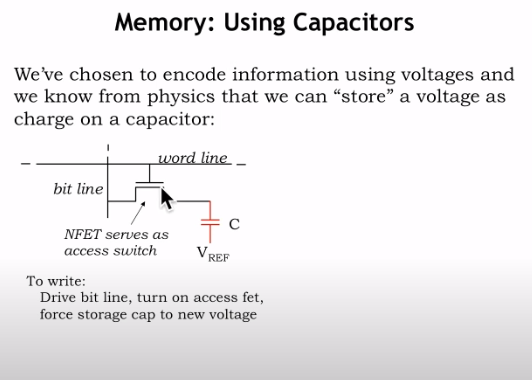 Memory: Using Capacitors
We've chosen to encode information using voltages and
we know from physics that we can “store” a voltage as
charge on a capacitor:
word line
bit line
C
NFET serves as
access switch
VREF
To write:
Drive bit line, turn on access fet,
force storage cap to new voltage